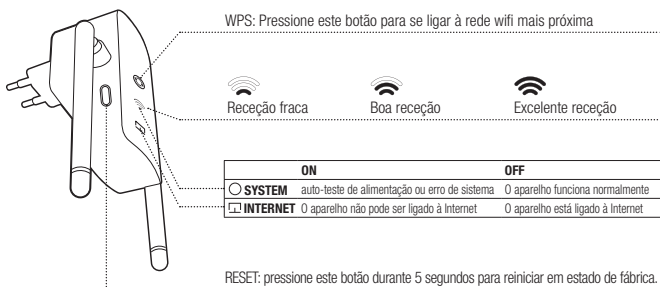 WPS: Pressione este botão para se ligar à rede wifi mais próxima
Receção fraca Boa receção Excelente receção
ON OFF
SYSTEM auto-teste de alimentação ou erro de sistema O aparelho funciona normalmente
INTERNET O aparelho não pode ser ligado à Internet O aparelho está ligado à Internet
RESET: pressione este botão durante 5 segundos para reiniciar em estado de fábrica.